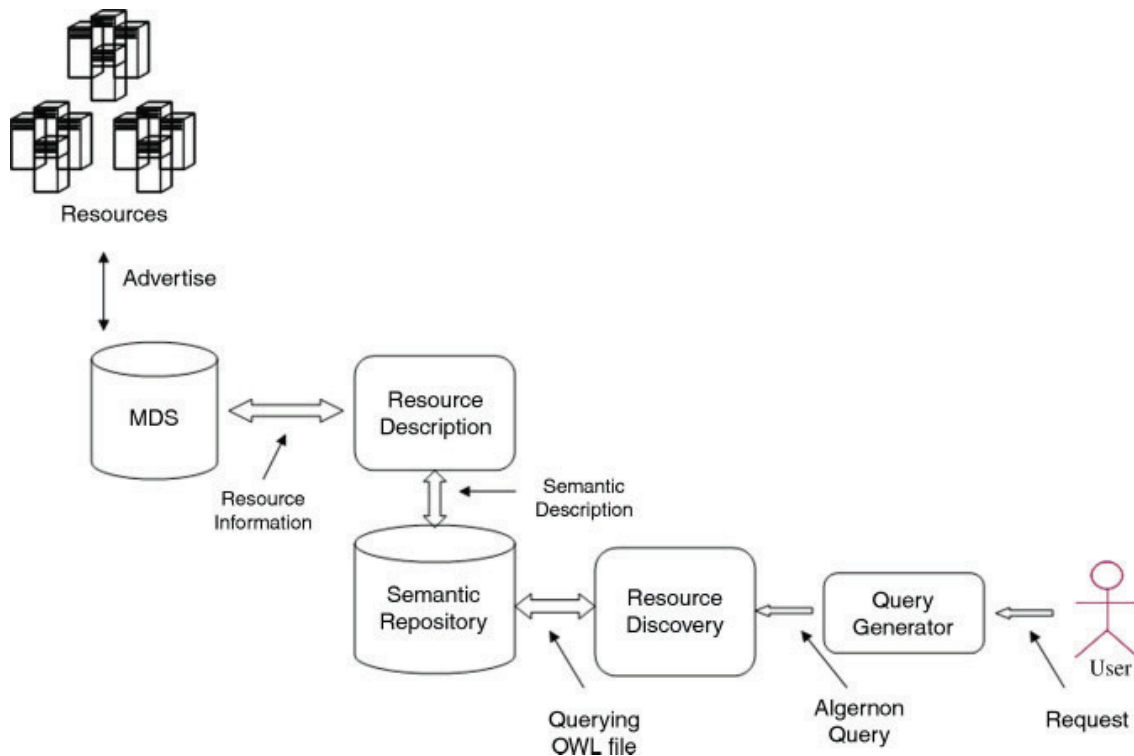 Resources
Advertise
MDS
Resource
Description
Resource
Information
Semantic
Description
Semantic
Repository
Resource
Discovery
Query
Generator
User
Querying
OWL file
Algernon
Query
Request